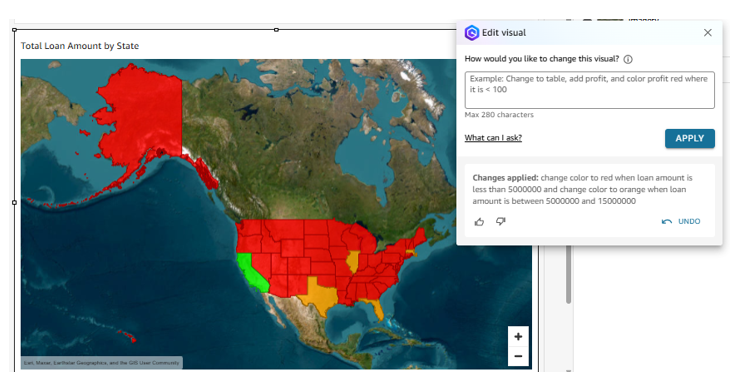 Imagery
Total Loan Amount by State
Edit visual
How would you like to change this visual?
Example: Change to table, add profit, and color profit red where
it is < 100
Max 280 characters
What can I ask?
APPLY
Changes applied: change color to red when loan amount is
less than 5000000 and change color to orange when loan
amount is between 5000000 and 15000000
UNDO
+
−
Esri, Maxar, Earthstar Geographics, and the GIS User Community